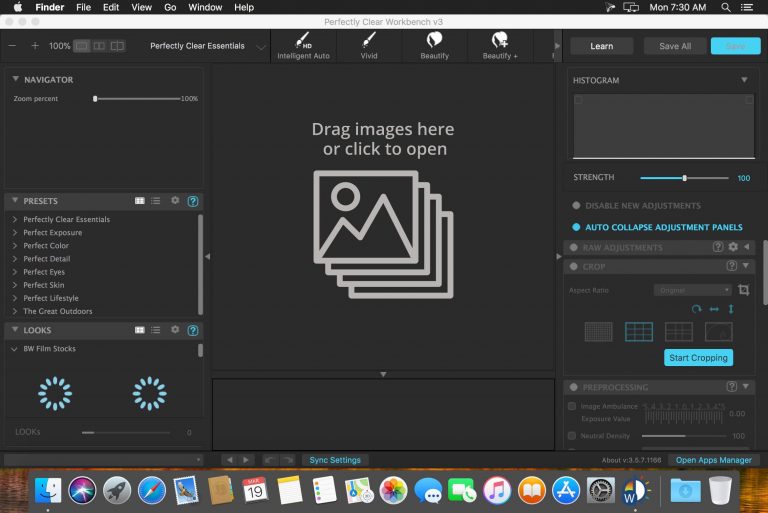 Finder File Edit View Go Window Help Mon 7:30 AM
Perfectly Clear Workbench v3
100% Perfectly Clear Essentials
HD
Intelligent Auto Vivid Beautify Beautify +
Learn Save All Save
NAVIGATOR
Zoom percent 100%
PRESETS
Perfectly Clear Essentials
Perfect Exposure
Perfect Color
Perfect Detail
Perfect Eyes
Perfect Skin
Perfect Lifestyle
The Great Outdoors
LOOKS
BW Film Stocks
LOOKs 0
Drag images here
or click to open
HISTOGRAM
STRENGTH 100
DISABLE NEW ADJUSTMENTS
AUTO COLLAPSE ADJUSTMENT PANELS
RAW ADJUSTMENTS
CROP
Aspect Ratio Original
Start Cropping
PREPROCESSING
Image Ambulance
Exposure Value 0.00
Neutral Density 100
Sync Settings
About v:3.5.7.1166 Open Apps Manager
MAR
19
W